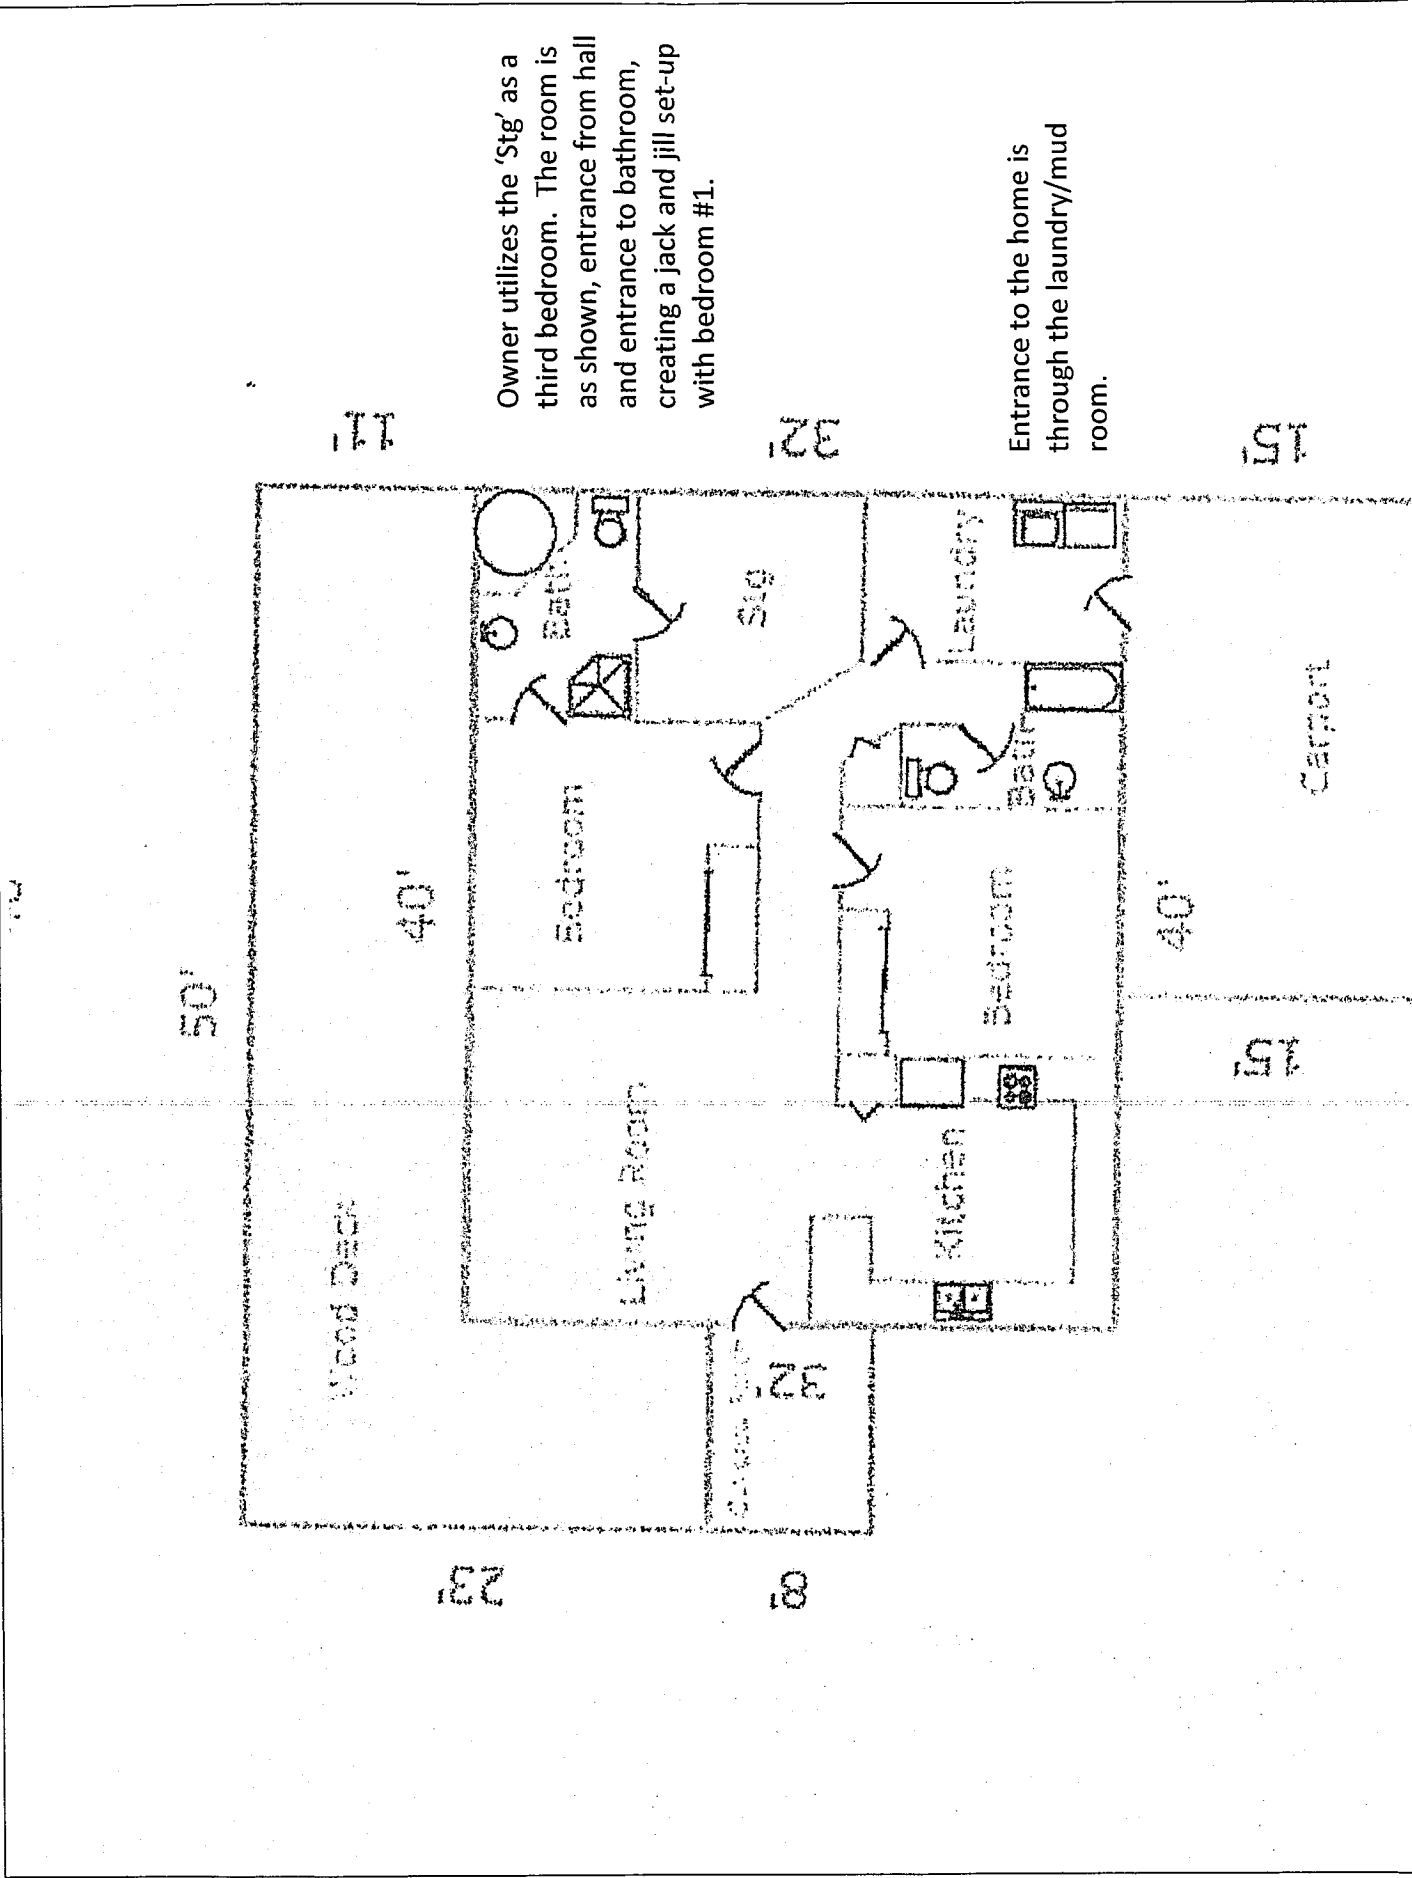 Owner utilizes the ‘Stg’ as a
third bedroom. The room is
as shown, entrance from hall
and entrance to bathroom,
creating a jack and jill set-up
with bedroom #1.
Entrance to the home is
through the laundry/mud
room.
50'
11'
Wood Deck
40'
23'
Bath
Bedroom
Living Room
Stg
32'
32'
8'
Laundry
Bath
Bedroom
Kitchen
40'
15'
15'
Carport